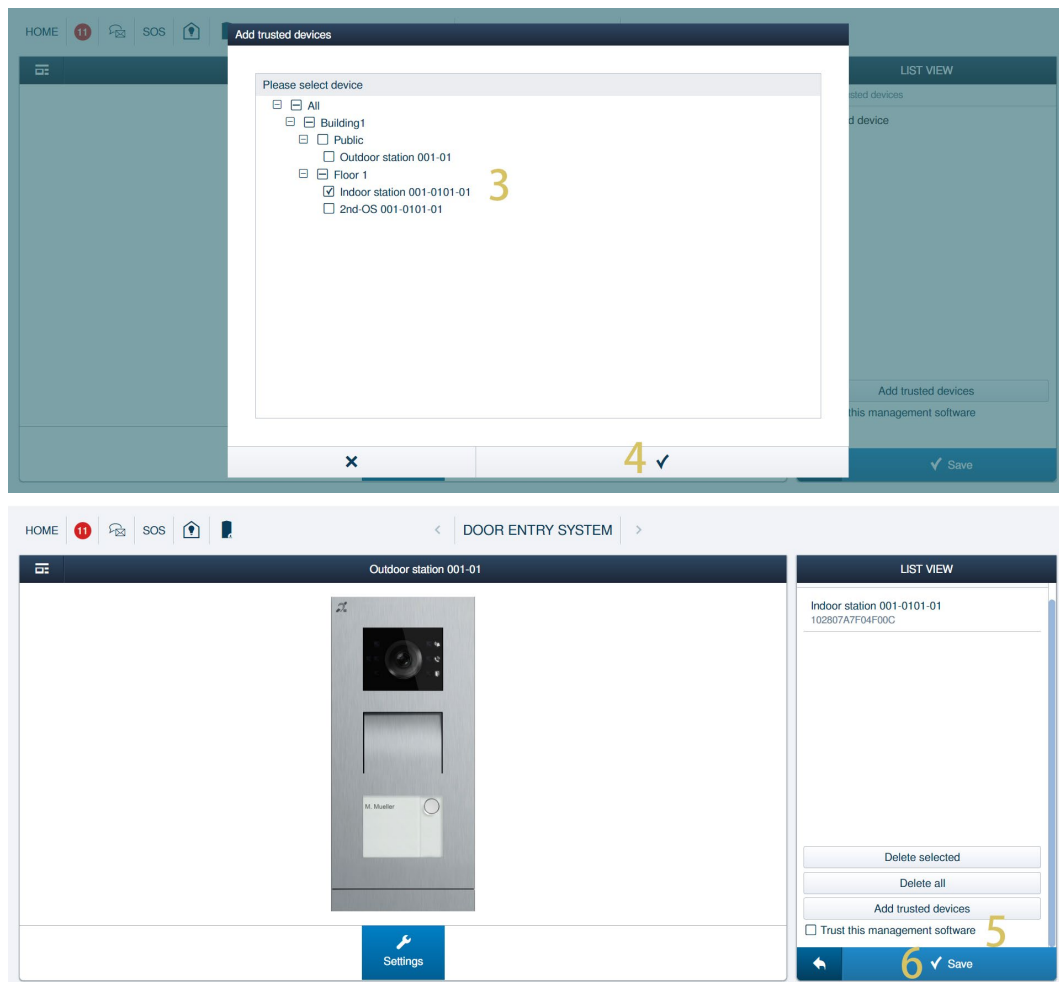 HOME 11 SOS
Add trusted devices
LIST VIEW
Please select device
All
Building1
Public
Outdoor station 001-01
Floor 1
Indoor station 001-0101-01
3
2nd-OS 001-0101-01
usted devices
d device
Add trusted devices
this management software
4
Save
HOME 11 SOS
< DOOR ENTRY SYSTEM >
Outdoor station 001-01
M. Mueller
Settings
LIST VIEW
Indoor station 001-0101-01
102807A7F04F00C
Delete selected
Delete all
Add trusted devices
Trust this management software 5
6 Save